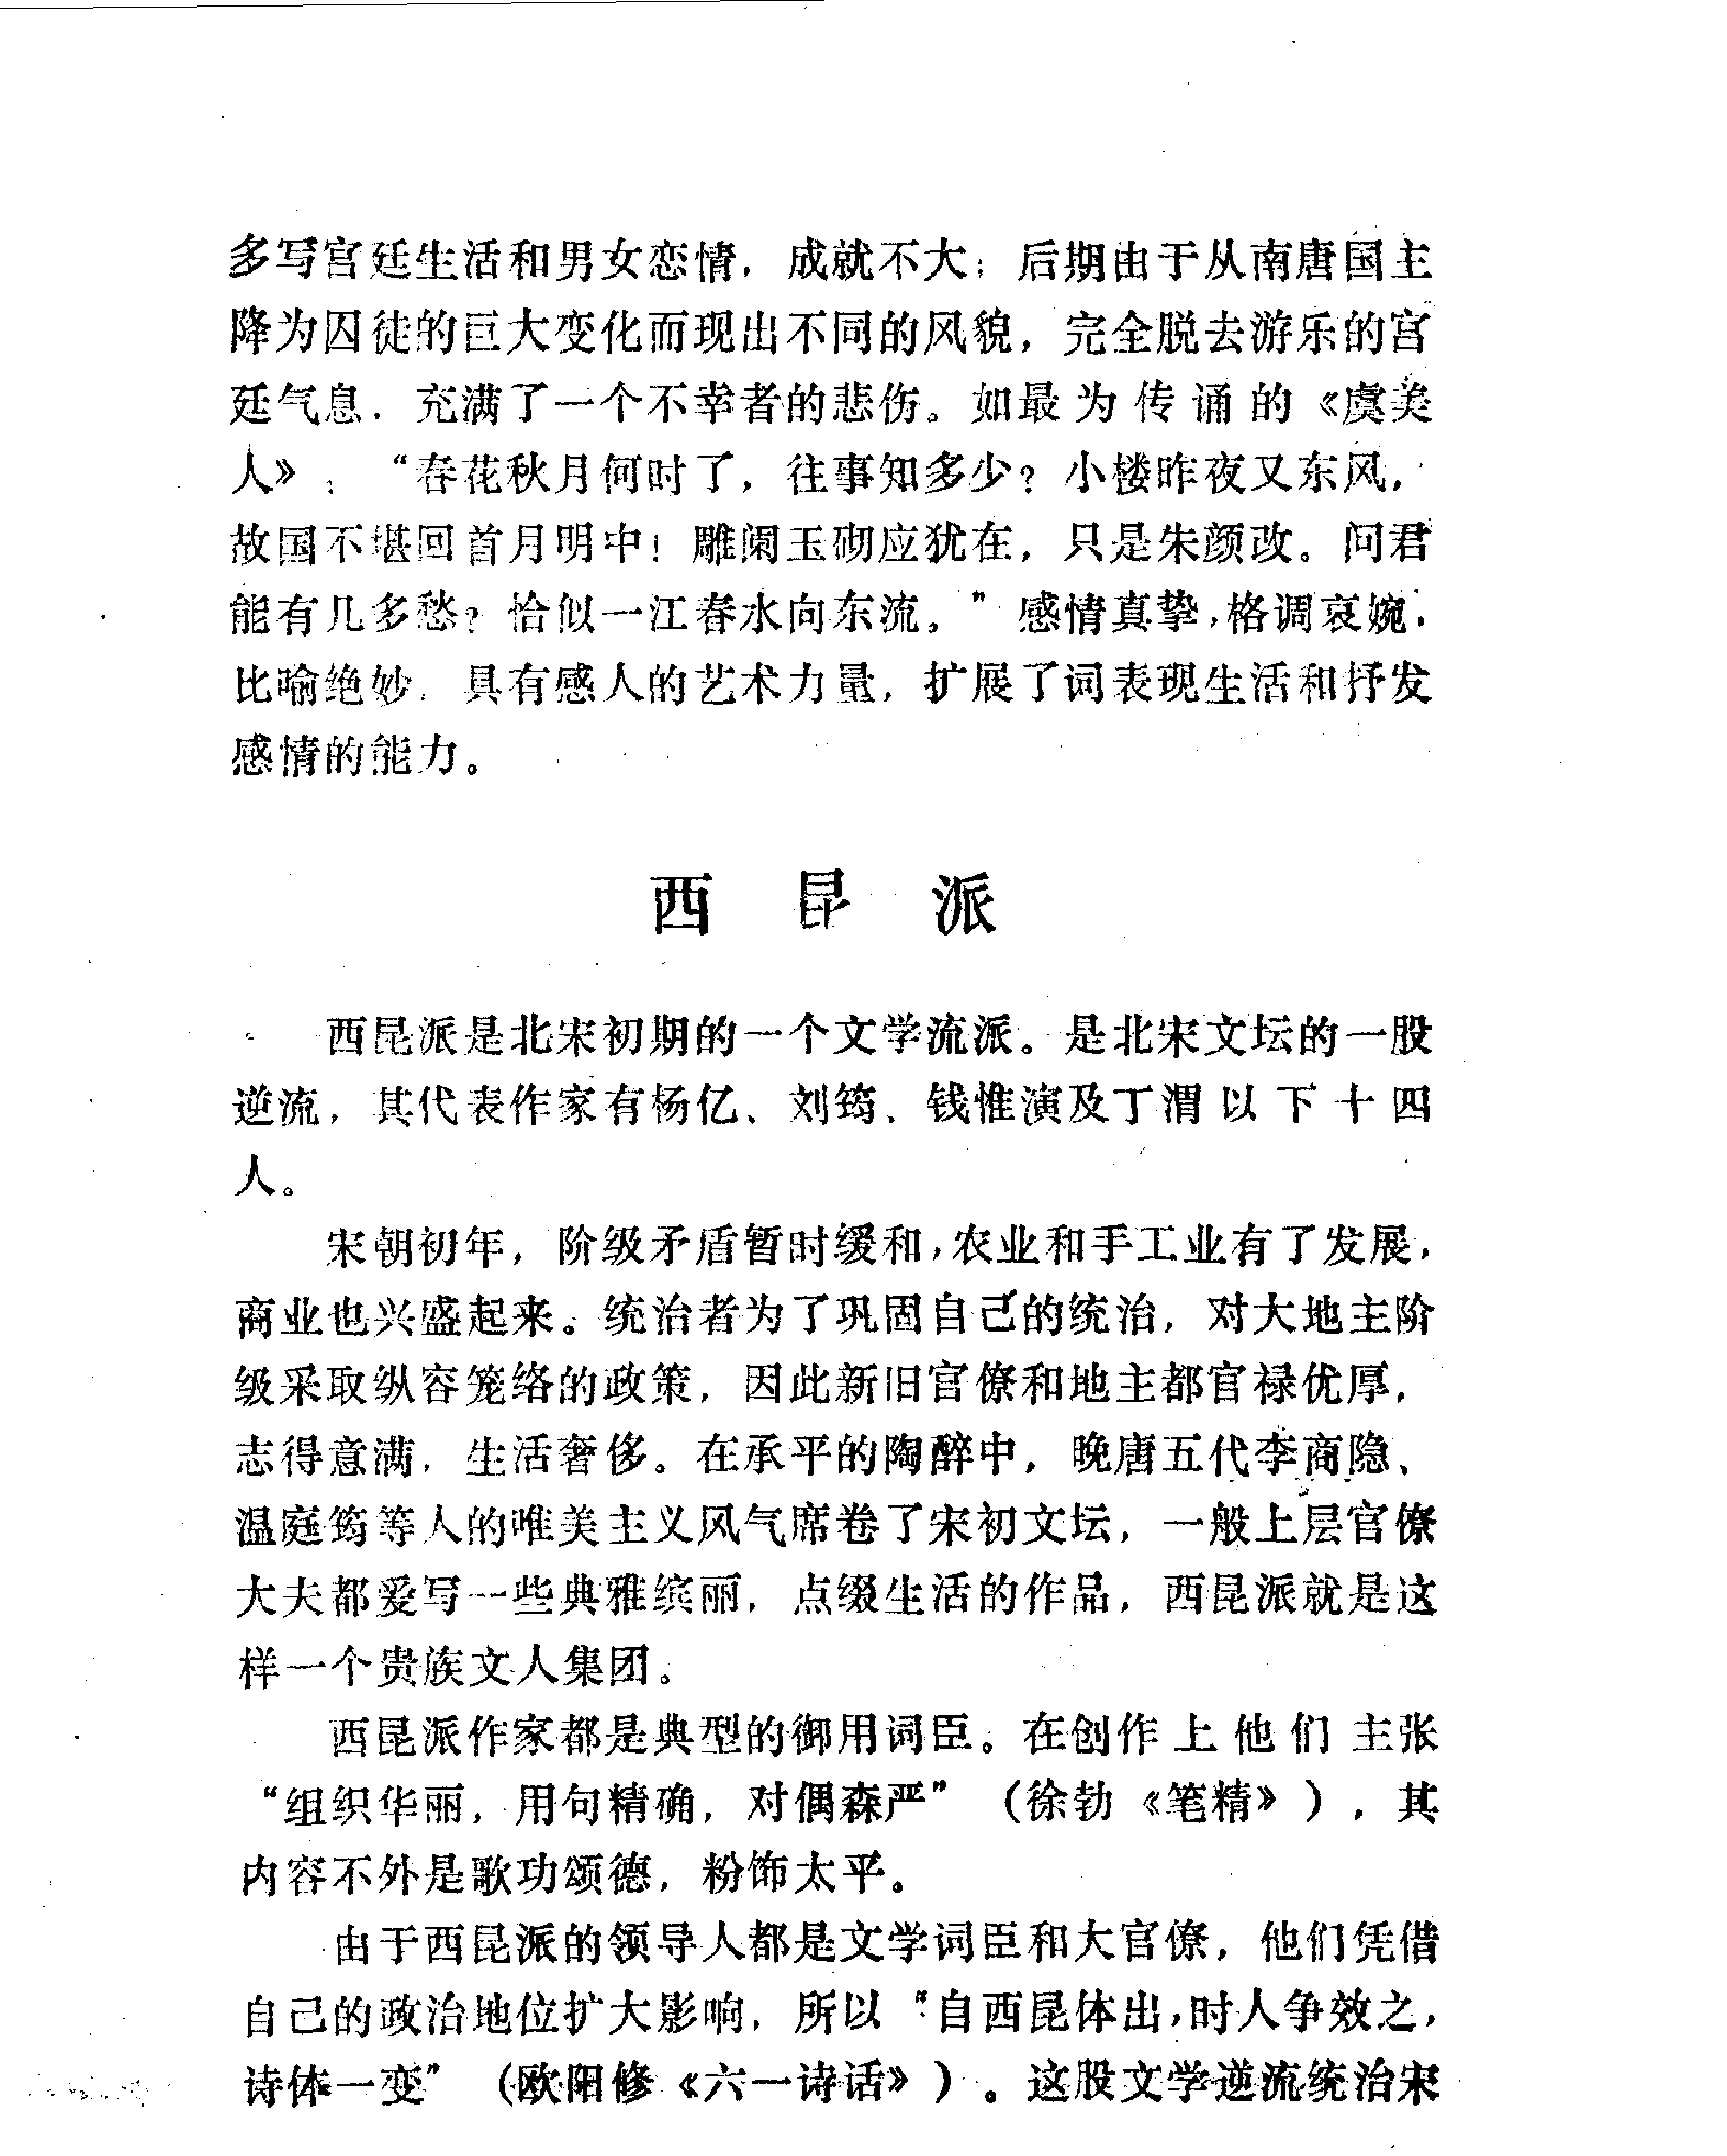 多写宫廷生活和男女恋情，成就不大；后期由于从南唐国主
降为囚徒的巨大变化而现出不同的风貌，完全脱去游乐的宫
廷气息，充满了一个不幸者的悲伤。如最为传诵的《虞美
人》：“春花秋月何时了，往事知多少？小楼昨夜又东风，
故国不堪回首月明中！雕阑玉砌应犹在，只是朱颜改。问君
能有几多愁？恰似一江春水向东流。”感情真挚，格调哀婉，
比喻绝妙，具有感人的艺术力量，扩展了词表现生活和抒发
感情的能力。
西昆派
西昆派是北宋初期的一个文学流派。是北宋文坛的一股
逆流，其代表作家有杨亿、刘筠、钱惟演及丁渭以下十四
人。
宋朝初年，阶级矛盾暂时缓和，农业和手工业有了发展，
商业也兴盛起来。统治者为了巩固自己的统治，对大地主阶
级采取纵容笼络的政策，因此新旧官僚和地主都官禄优厚，
志得意满，生活奢侈。在承平的陶醉中，晚唐五代李商隐、
温庭筠等人的唯美主义风气席卷了宋初文坛，一般上层官僚
大夫都爱写一些典雅缤丽，点缀生活的作品，西昆派就是这
样一个贵族文人集团。
西昆派作家都是典型的御用词臣。在创作上他们主张
“组织华丽，用句精确，对偶森严”（徐勃《笔精》），其
内容不外是歌功颂德，粉饰太平。
由于西昆派的领导人都是文学词臣和大官僚，他们凭借
自己的政治地位扩大影响，所以“自西昆体出，时人争效之，
诗体一变”（欧阳修《六一诗话》）。这股文学逆流统治宋